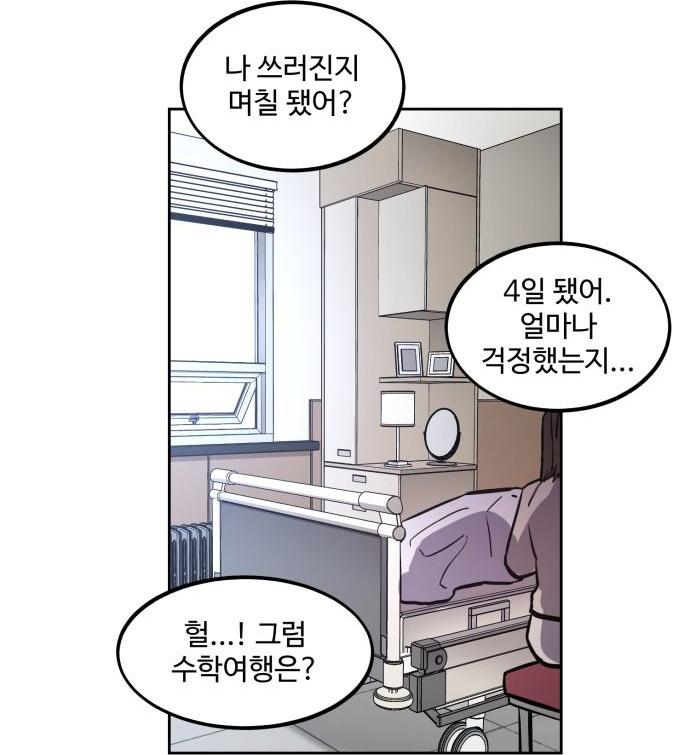 나 쓰러진지
며칠 됐어?
4일 됐어.
얼마나
걱정했는지...
헐...! 그럼
수학여행은?